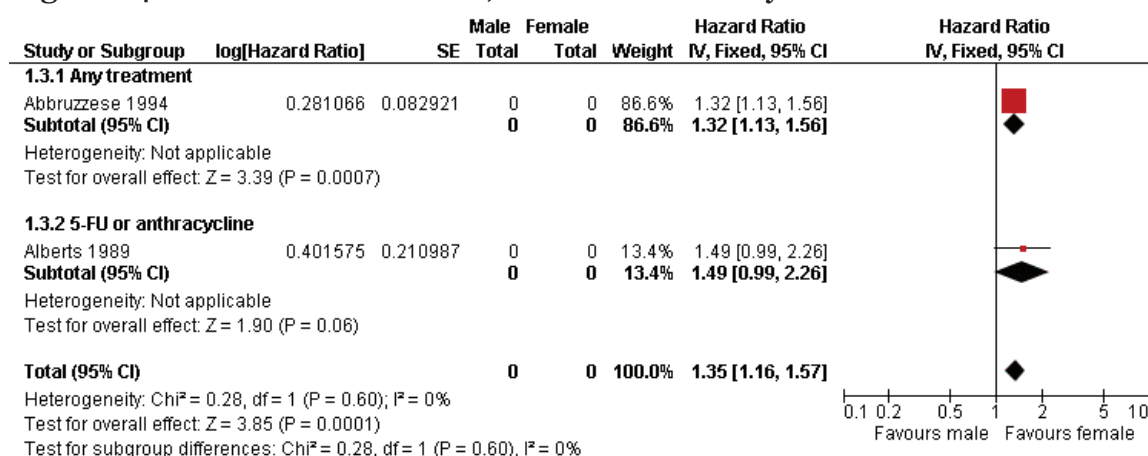 Male Female Hazard Ratio Hazard Ratio
Study or Subgroup log[Hazard Ratio] SE Total Total Weight IV, Fixed, 95% CI IV, Fixed, 95% CI
1.3.1 Any treatment
Abbruzzese 1994 0.281066 0.082921 0 0 86.6% 1.32 [1.13, 1.56]
Subtotal (95% CI) 0 0 86.6% 1.32 [1.13, 1.56]
Heterogeneity: Not applicable
Test for overall effect: Z = 3.39 (P = 0.0007)
1.3.2 5-FU or anthracycline
Alberts 1989 0.401575 0.210987 0 0 13.4% 1.49 [0.99, 2.26]
Subtotal (95% CI) 0 0 13.4% 1.49 [0.99, 2.26]
Heterogeneity: Not applicable
Test for overall effect: Z = 1.90 (P = 0.06)
Total (95% CI) 0 0 100.0% 1.35 [1.16, 1.57]
Heterogeneity: Chi² = 0.28, df = 1 (P = 0.60); I² = 0%
Test for overall effect: Z = 3.85 (P = 0.0001)
Test for subgroup differences: Chi² = 0.28, df = 1 (P = 0.60), I² = 0%
0.1 0.2 0.5 1 2 5 10
Favours male Favours female